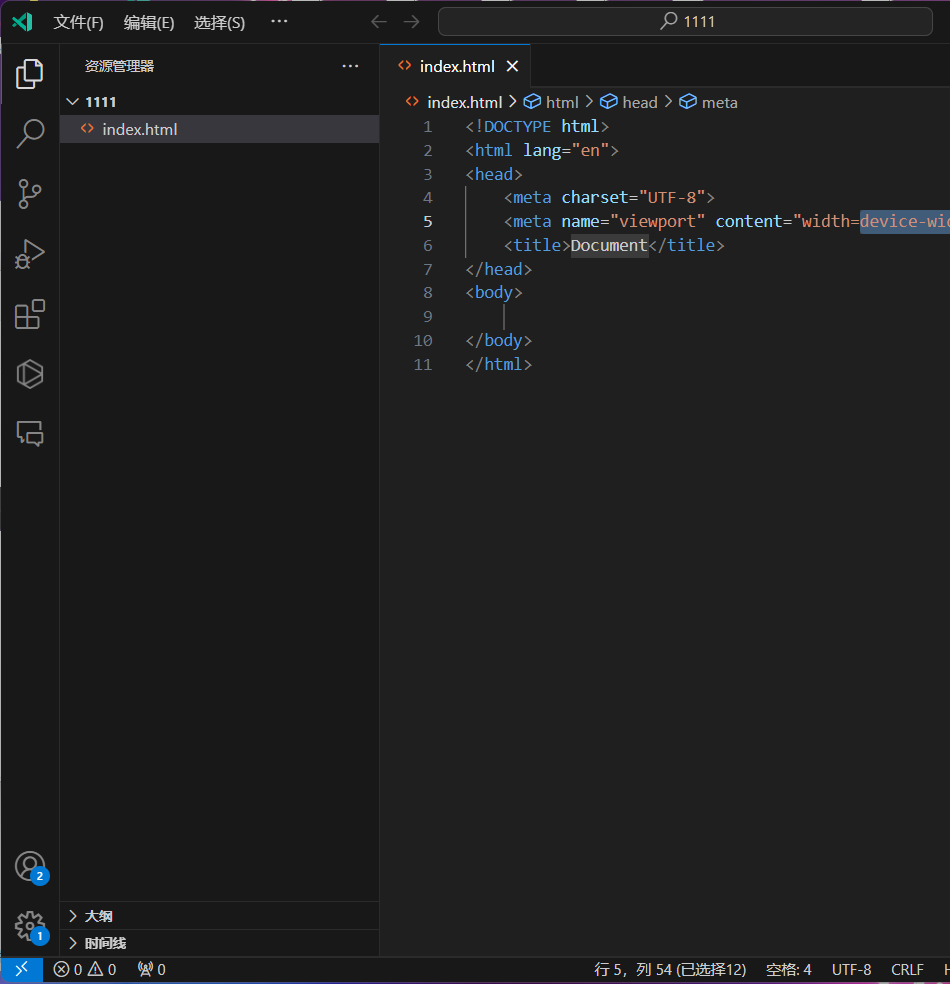 文件(F) 编辑(E) 选择(S) ··· 1111
资源管理器 ···
1111
index.html
index.html
index.html > html > head > meta
1 <!DOCTYPE html>
2 <html lang="en">
3 <head>
4 <meta charset="UTF-8">
5 <meta name="viewport" content="width=device-wid
6 <title>Document</title>
7 </head>
8 <body>
9
10 </body>
11 </html>
2
1
大纲
时间线
0 0 0 行 5，列 54 (已选择12) 空格: 4 UTF-8 CRLF H